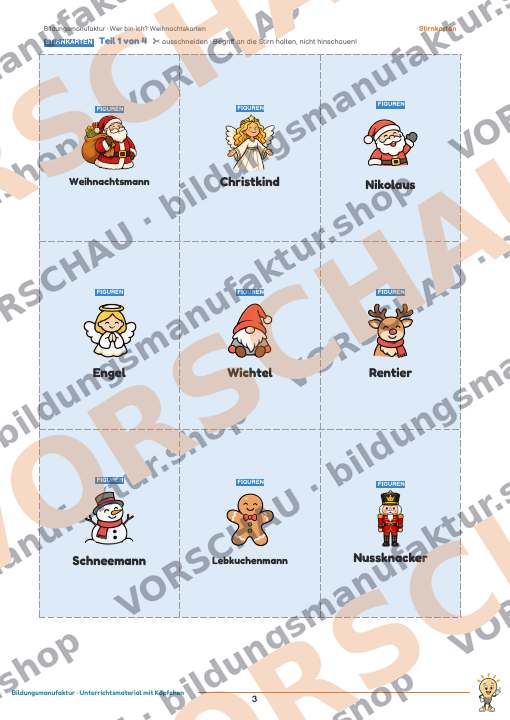 Bildungsmanufaktur · Wer bin ich? Weihnachtskarten
Stirnkarten
STIRNKARTEN Teil 1 von 4 ✂ ausschneiden · Begriff an die Stirn halten, nicht hinschauen!
FIGUREN FIGUREN FIGUREN
Weihnachtsmann Christkind Nikolaus
FIGUREN FIGUREN FIGUREN
Engel Wichtel Rentier
FIGUREN FIGUREN FIGUREN
Schneemann Lebkuchenmann Nussknacker
VORSCHAU · bildungsmanufaktur.shop
Bildungsmanufaktur · Unterrichtsmaterial mit Köpfchen
3